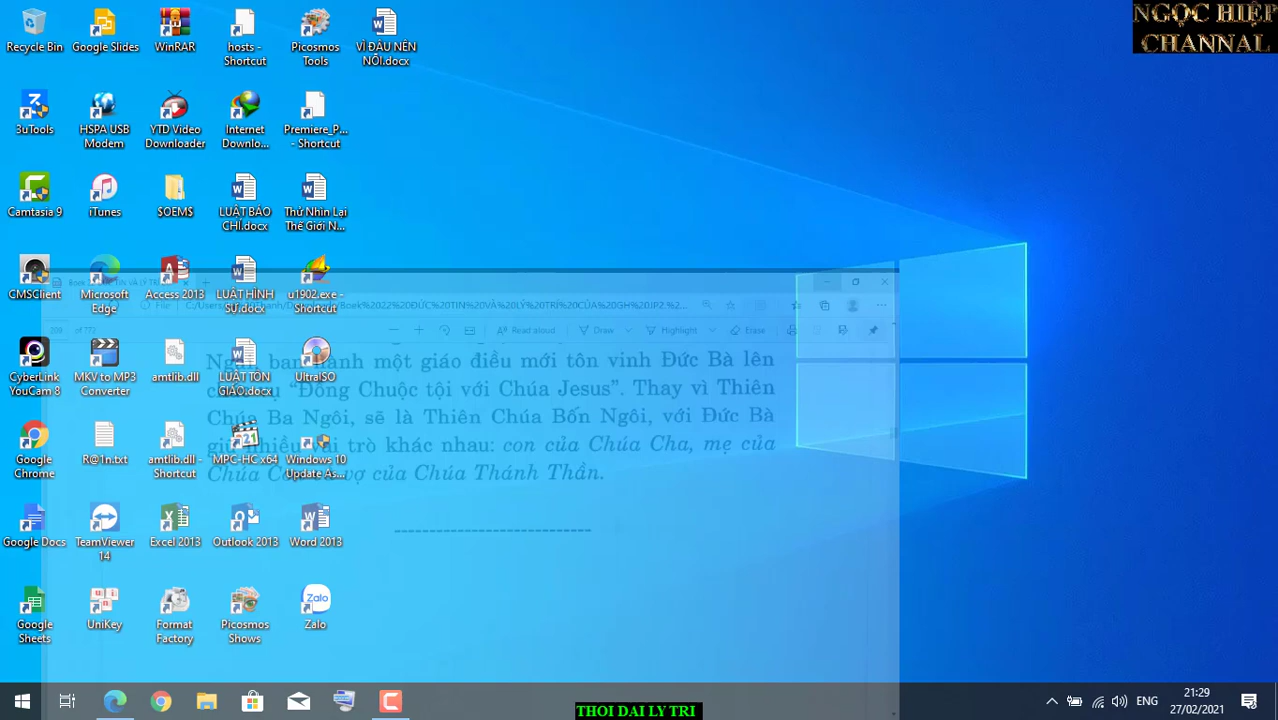 NGỌC HIỆP
CHANNAL
Recycle Bin
Google Slides
WinRAR
hosts -
Shortcut
Picosmos
Tools
VÌ ĐÂU NÊN
NỖI.docx
3uTools
HSPA USB
Modem
YTD Video
Downloader
Internet
Downlo...
Premiere_P...
- Shortcut
Camtasia 9
iTunes
$OEM$
LUẬT BÁO
CHÍ.docx
Thử Nhìn Lại
Thế Giới N...
CMSClient
Microsoft
Edge
Access 2013
LUẬT HÌNH
SỰ.docx
u1902.exe -
Shortcut
CyberLink
YouCam 8
MKV to MP3
Converter
amtlib.dll
LUẬT TÔN
GIÁO.docx
UltraISO
Google
Chrome
R@1n.txt
amtlib.dll -
Shortcut
MPC-HC x64
Windows 10
Update As...
Google Docs
TeamViewer
14
Excel 2013
Outlook 2013
Word 2013
Google
Sheets
UniKey
Format
Factory
Picosmos
Shows
Zalo
209 of 772
Read aloud
Draw
Highlight
Erase
ban hành một giáo điều mới tôn vinh Đức Bà lên
“Đồng Chuộc tội với Chúa Jesus”. Thay vì Thiên
Chúa Ba Ngôi, sẽ là Thiên Chúa Bốn Ngôi, với Đức Bà
nhiều trò khác nhau: con của Chúa Cha, mẹ của
Chúa vợ của Chúa Thánh Thần.
---------------------------
ENG
21:29
27/02/2021
THOI DAI LY TRI